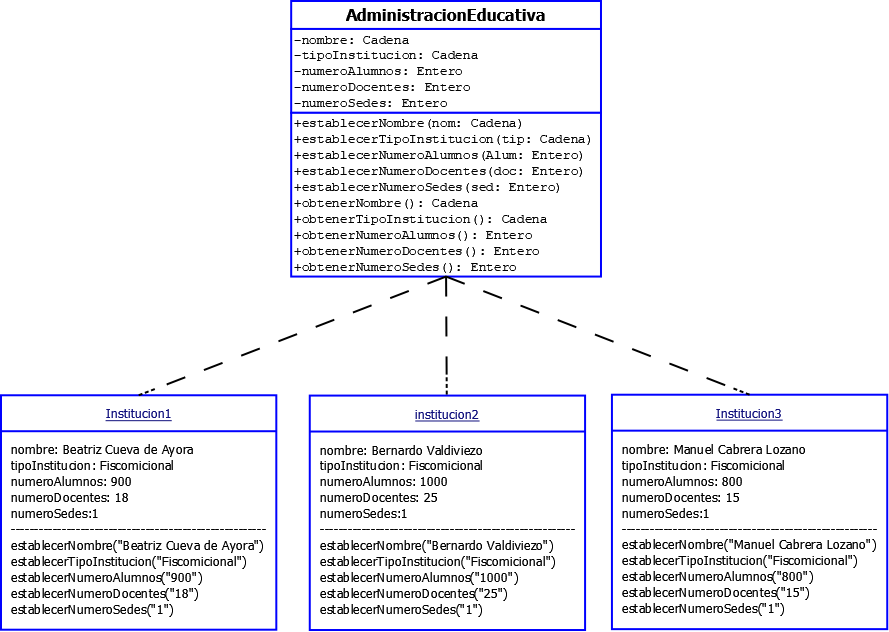 AdministracionEducativa
-nombre: Cadena
-tipoInstitucion: Cadena
-numeroAlumnos: Entero
-numeroDocentes: Entero
-numeroSedes: Entero
+establecerNombre(nom: Cadena)
+establecerTipoInstitucion(tip: Cadena)
+establecerNumeroAlumnos(Alum: Entero)
+establecerNumeroDocentes(doc: Entero)
+establecerNumeroSedes(sed: Entero)
+obtenerNombre(): Cadena
+obtenerTipoInstitucion(): Cadena
+obtenerNumeroAlumnos(): Entero
+obtenerNumeroDocentes(): Entero
+obtenerNumeroSedes(): Entero
Institucion1
nombre: Beatriz Cueva de Ayora
tipoInstitucion: Fiscomicional
numeroAlumnos: 900
numeroDocentes: 18
numeroSedes:1
establecerNombre("Beatriz Cueva de Ayora")
establecerTipoInstitucion("Fiscomicional")
establecerNumeroAlumnos("900")
establecerNumeroDocentes("18")
establecerNumeroSedes("1")
institucion2
nombre: Bernardo Valdiviezo
tipoInstitucion: Fiscomicional
numeroAlumnos: 1000
numeroDocentes: 25
numeroSedes:1
establecerNombre("Bernardo Valdiviezo")
establecerTipoInstitucion("Fiscomicional")
establecerNumeroAlumnos("1000")
establecerNumeroDocentes("25")
establecerNumeroSedes("1")
Institucion3
nombre: Manuel Cabrera Lozano
tipoInstitucion: Fiscomicional
numeroAlumnos: 800
numeroDocentes: 15
numeroSedes:1
establecerNombre("Manuel Cabrera Lozano")
establecerTipoInstitucion("Fiscomicional")
establecerNumeroAlumnos("800")
establecerNumeroDocentes("15")
establecerNumeroSedes("1")